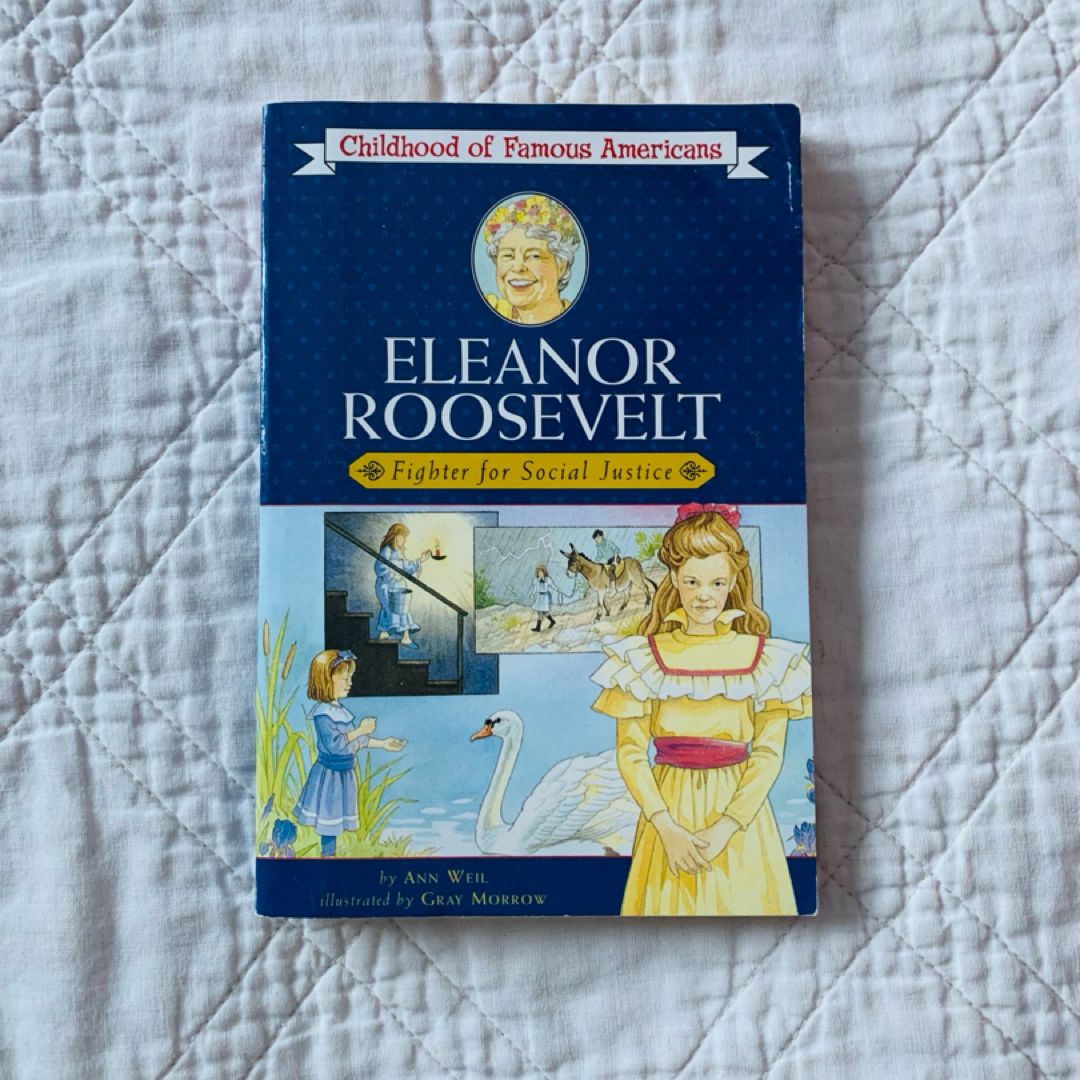 Childhood of Famous Americans
ELEANOR
ROOSEVELT
Fighter for Social Justice
by ANN WEIL
illustrated by GRAY MORROW